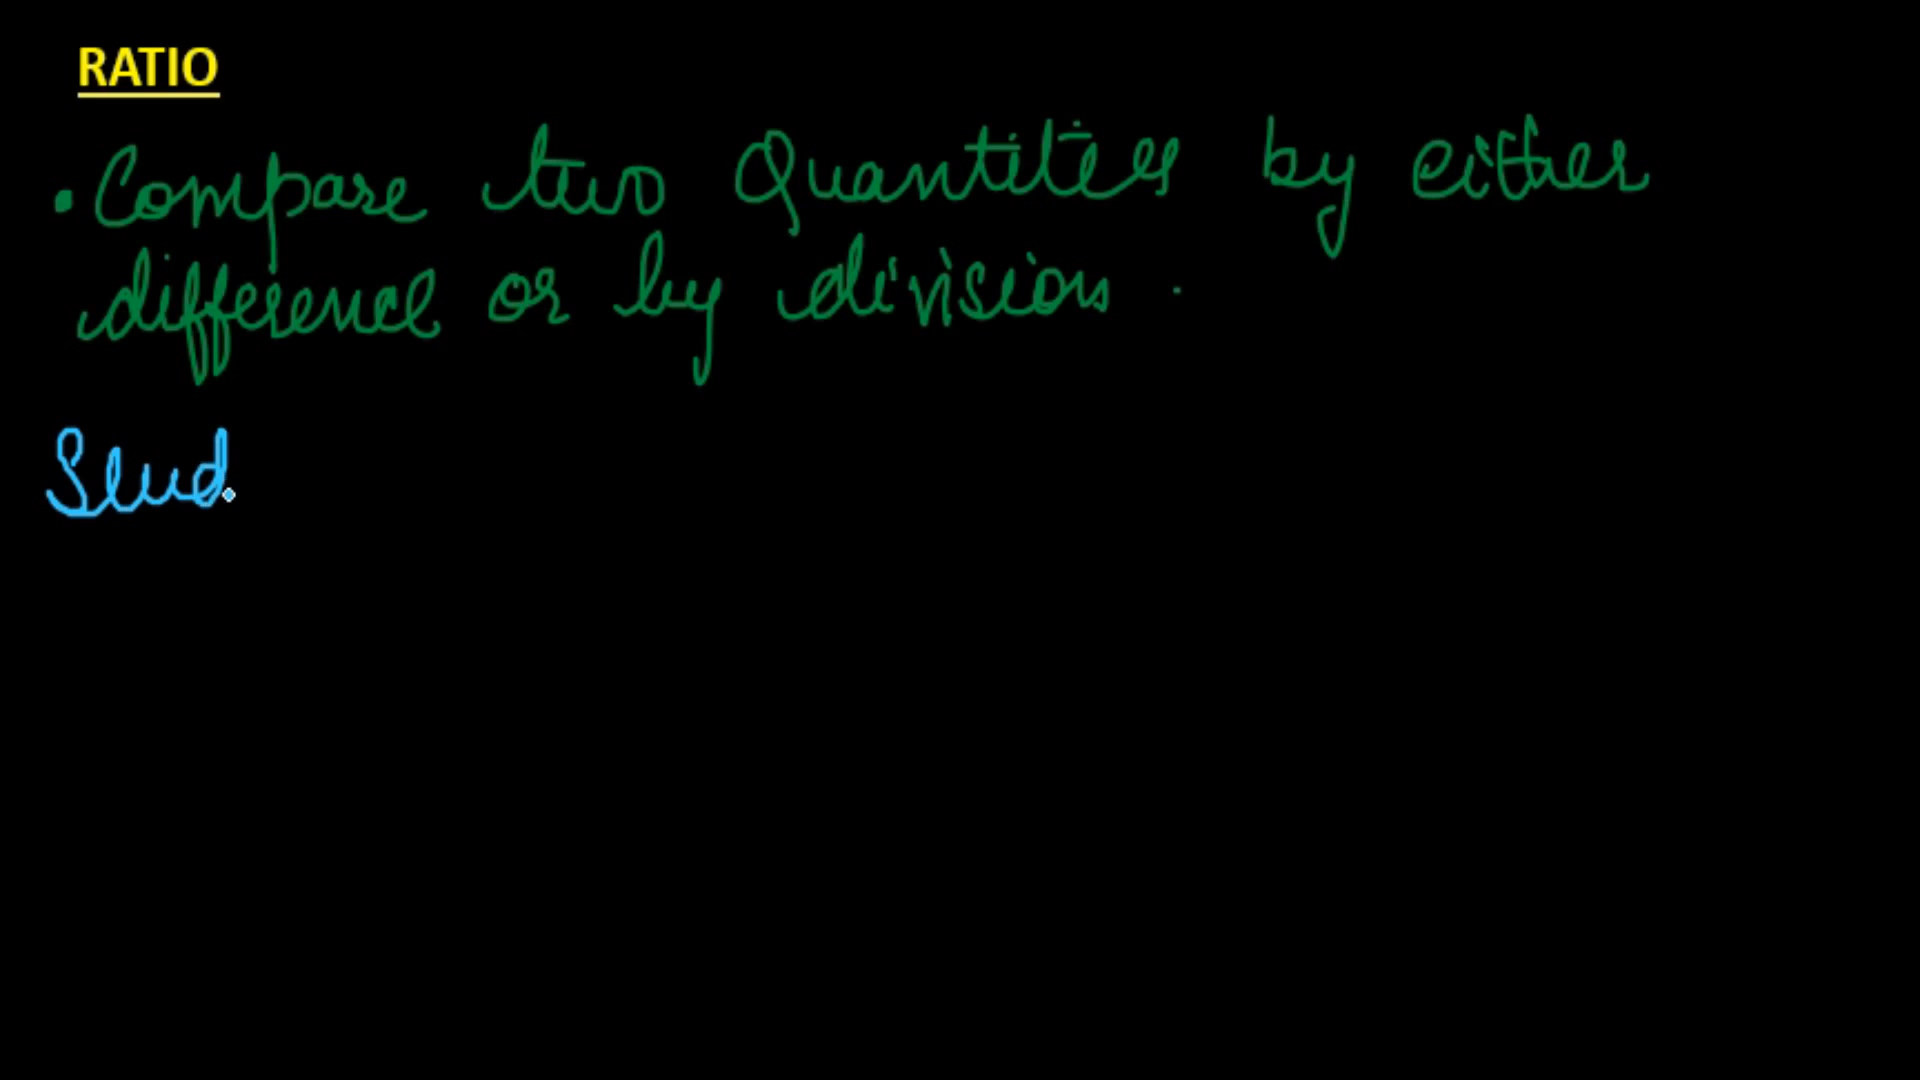 RATIO
• Compare two Quantities by either
difference or by division.
Stud